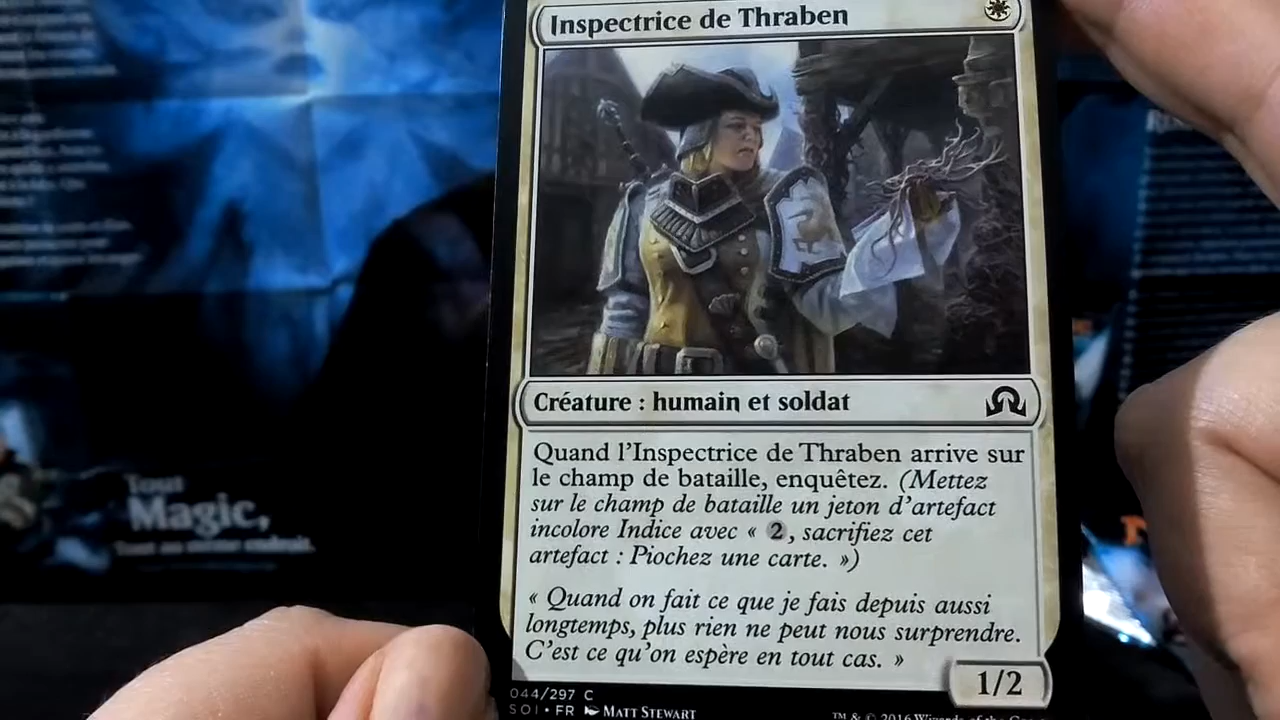 Inspectrice de Thraben
Créature : humain et soldat
Quand l'Inspectrice de Thraben arrive sur
le champ de bataille, enquêtez. (Mettez
sur le champ de bataille un jeton d'artefact
incolore Indice avec « 2, sacrifiez cet
artefact : Piochez une carte. »)
« Quand on fait ce que je fais depuis aussi
longtemps, plus rien ne peut nous surprendre.
C'est ce qu'on espère en tout cas. »
1/2
044/297 C
SOI • FR Matt Stewart
™ & © 2016 Wizards of the
Tout
Magic,